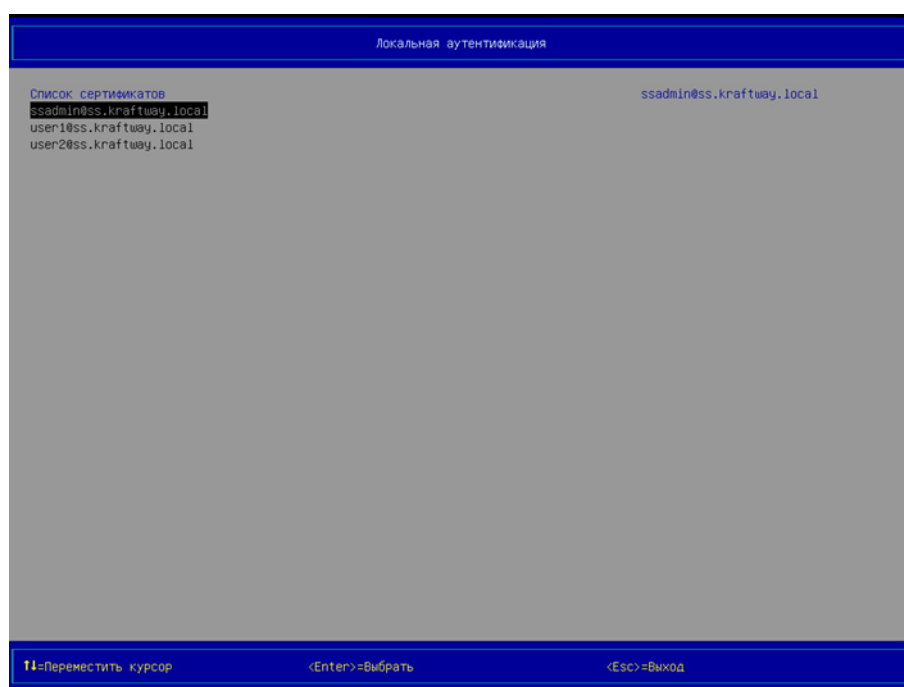 Локальная аутентификация
Список сертификатов
ssadmin@ss.kraftway.local
ssadmin@ss.kraftway.local
user1@ss.kraftway.local
user2@ss.kraftway.local
↑↓=Переместить курсор <Enter>=Выбрать <Esc>=Выход